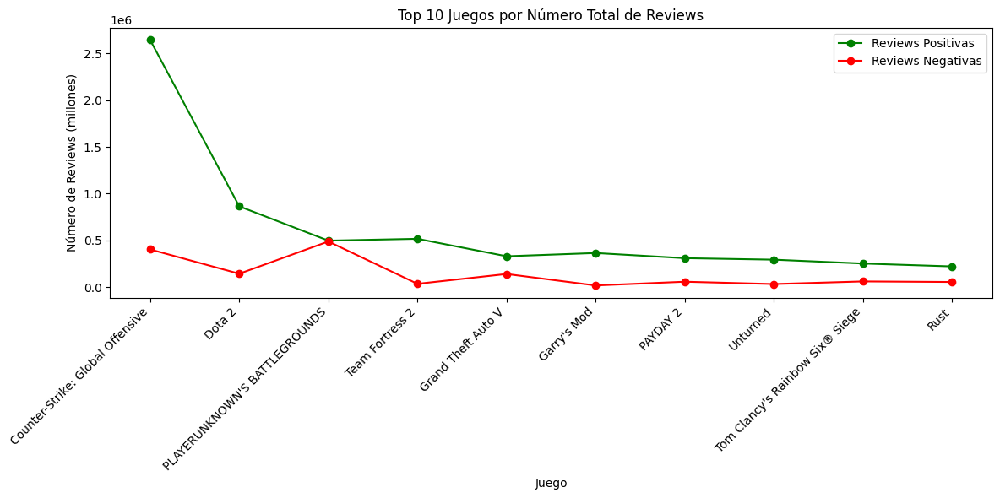 Top 10 Juegos por Número Total de Reviews
1e6
Reviews Positivas
Reviews Negativas
Número de Reviews (millones)
2.5
2.0
1.5
1.0
0.5
0.0
Counter-Strike: Global Offensive
Dota 2
PLAYERUNKNOWN'S BATTLEGROUNDS
Team Fortress 2
Grand Theft Auto V
Garry's Mod
PAYDAY 2
Unturned
Tom Clancy's Rainbow Six® Siege
Rust
Juego